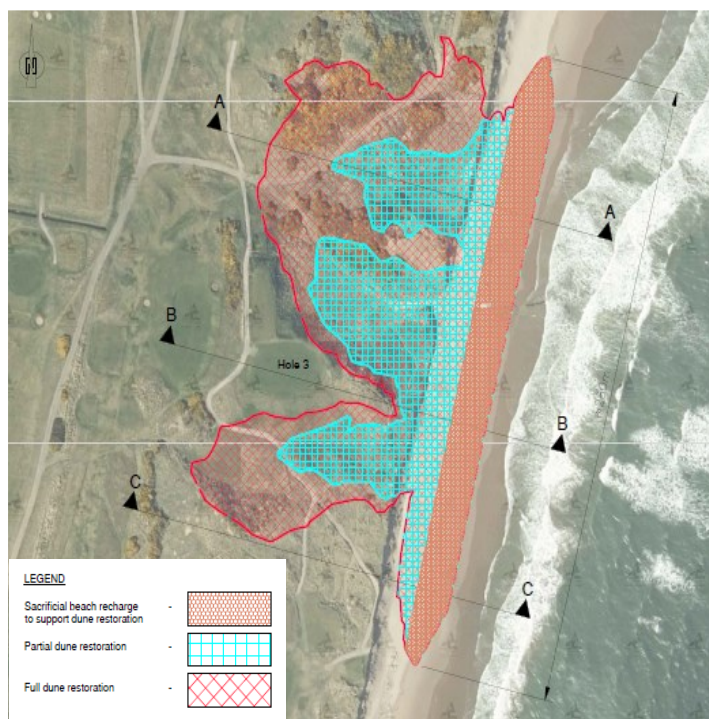 A
A
B
Hole 3
B
C
C
LEGEND
Sacrificial beach recharge -
to support dune restoration
Partial dune restoration -
Full dune restoration -